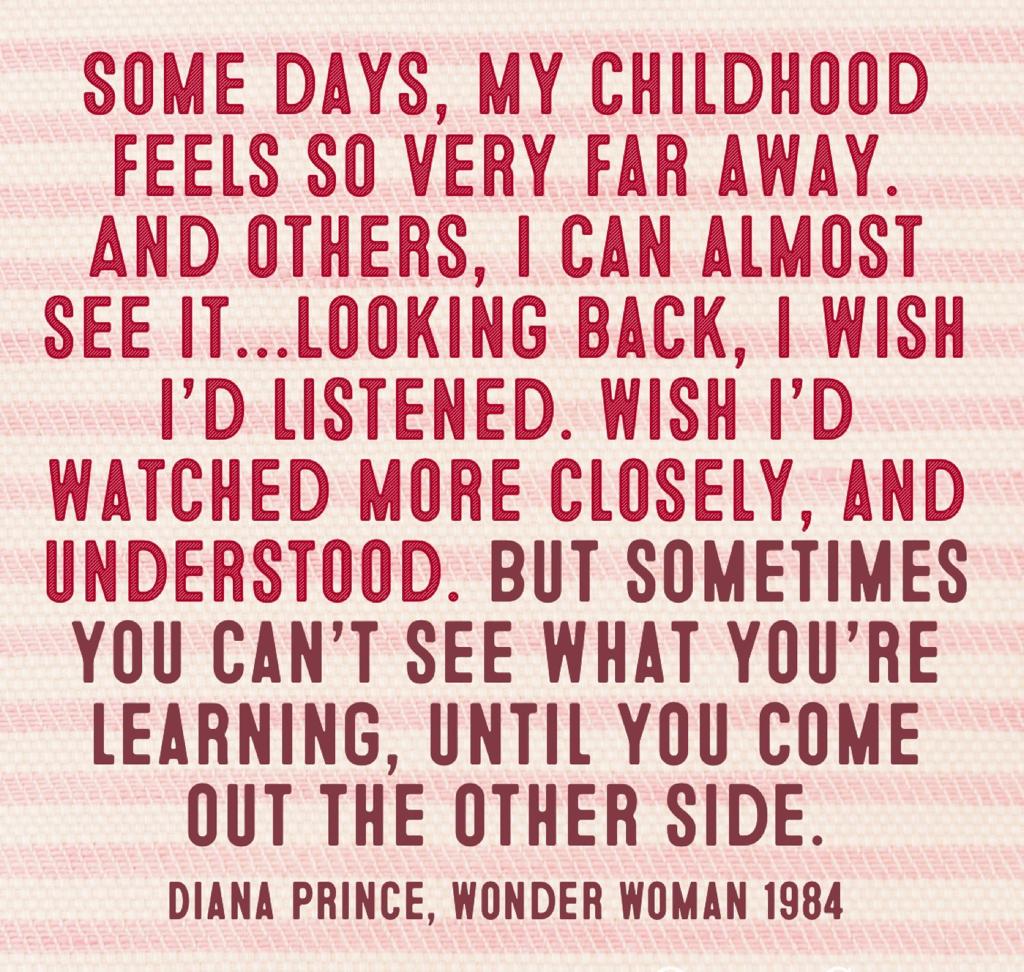 SOME DAYS, MY CHILDHOOD
FEELS SO VERY FAR AWAY.
AND OTHERS, I CAN ALMOST
SEE IT...LOOKING BACK, I WISH
I'D LISTENED. WISH I'D
WATCHED MORE CLOSELY, AND
UNDERSTOOD. BUT SOMETIMES
YOU CAN'T SEE WHAT YOU'RE
LEARNING, UNTIL YOU COME
OUT THE OTHER SIDE.
DIANA PRINCE, WONDER WOMAN 1984